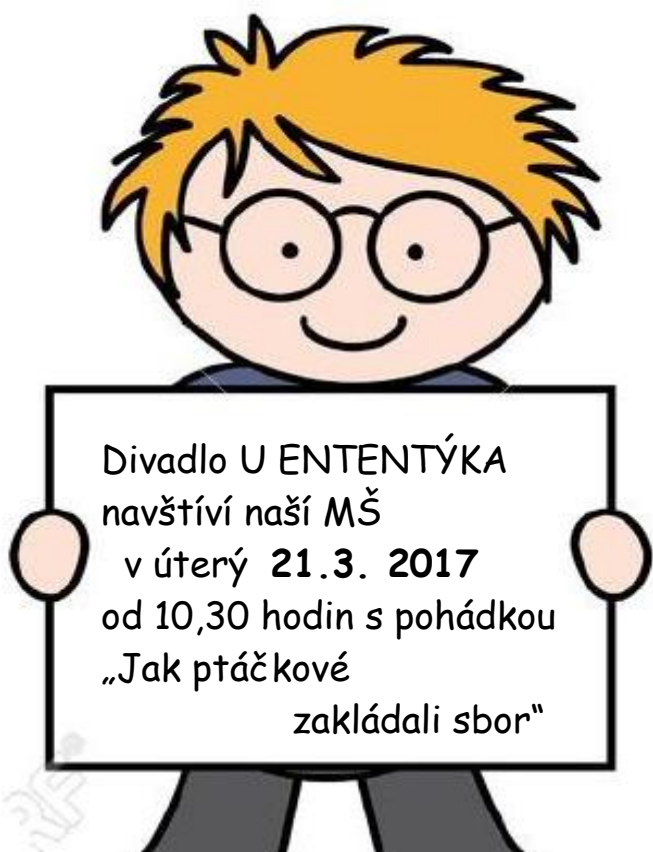 Divadlo U ENTENTÝKA
navštíví naší MŠ
v úterý 21.3. 2017
od 10,30 hodin s pohádkou
„Jak ptáčkové
zakládali sbor“